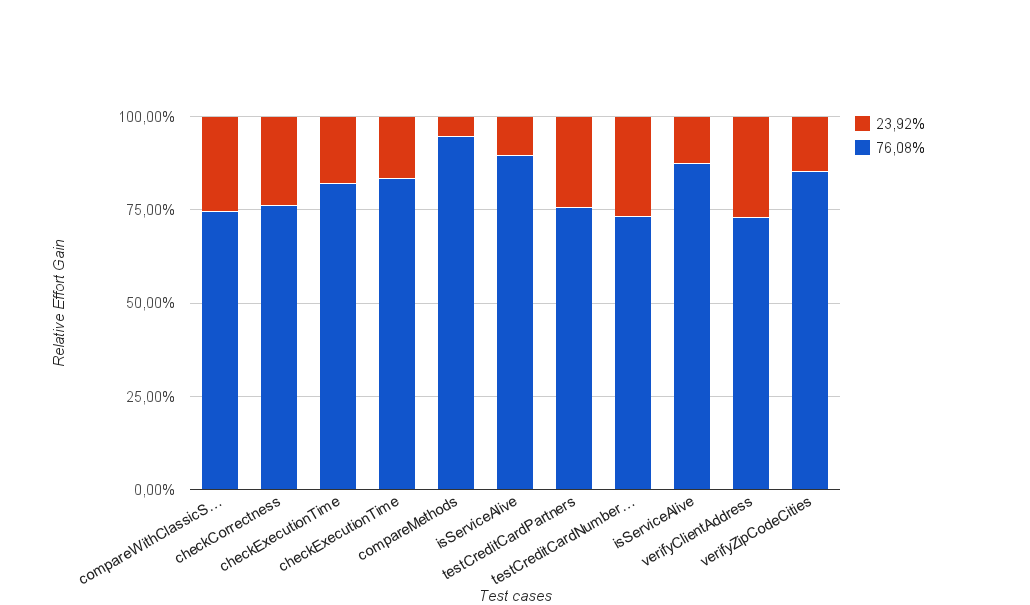 100,00%
75,00%
50,00%
25,00%
0,00%
Relative Effort Gain
23,92%
76,08%
compareWithClassicS...
checkCorrectness
checkExecutionTime
checkExecutionTime
compareMethods
isServiceAlive
testCreditCardPartners
testCreditCardNumber...
isServiceAlive
verifyClientAddress
verifyZipCodeCities
Test cases